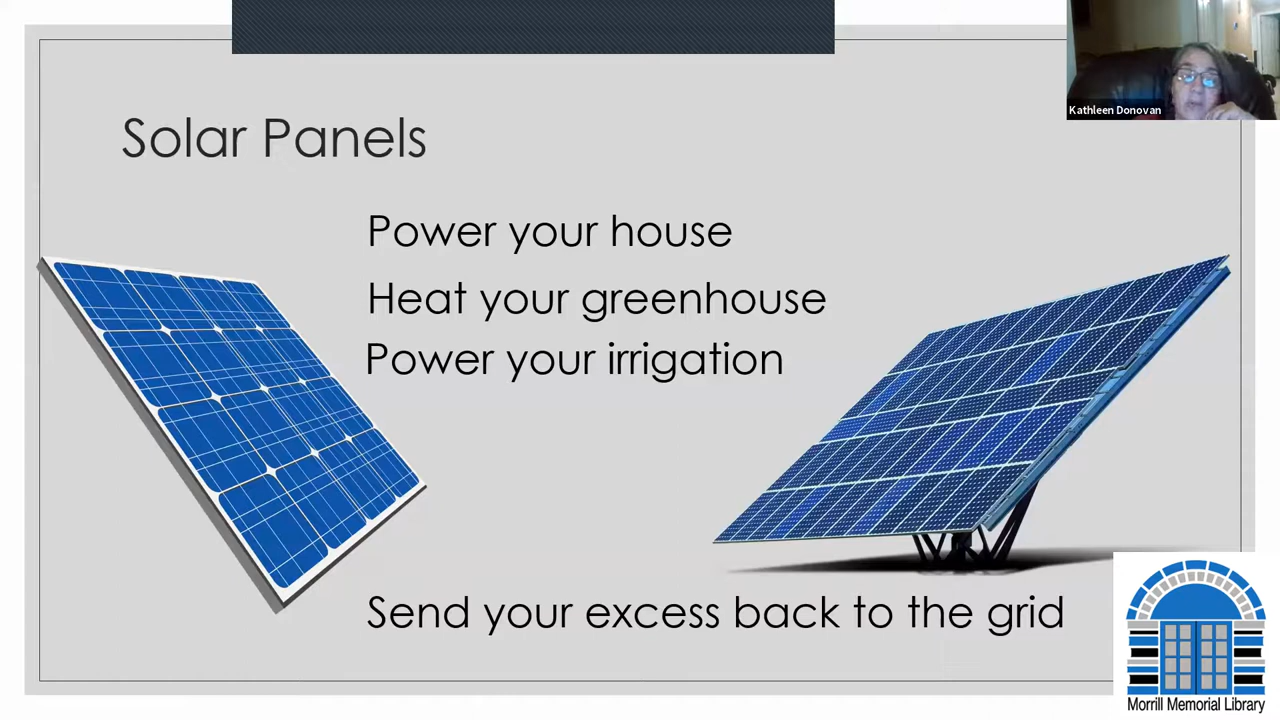 Kathleen Donovan
Solar Panels
Power your house
Heat your greenhouse
Power your irrigation
Send your excess back to the grid
Morrill Memorial Library